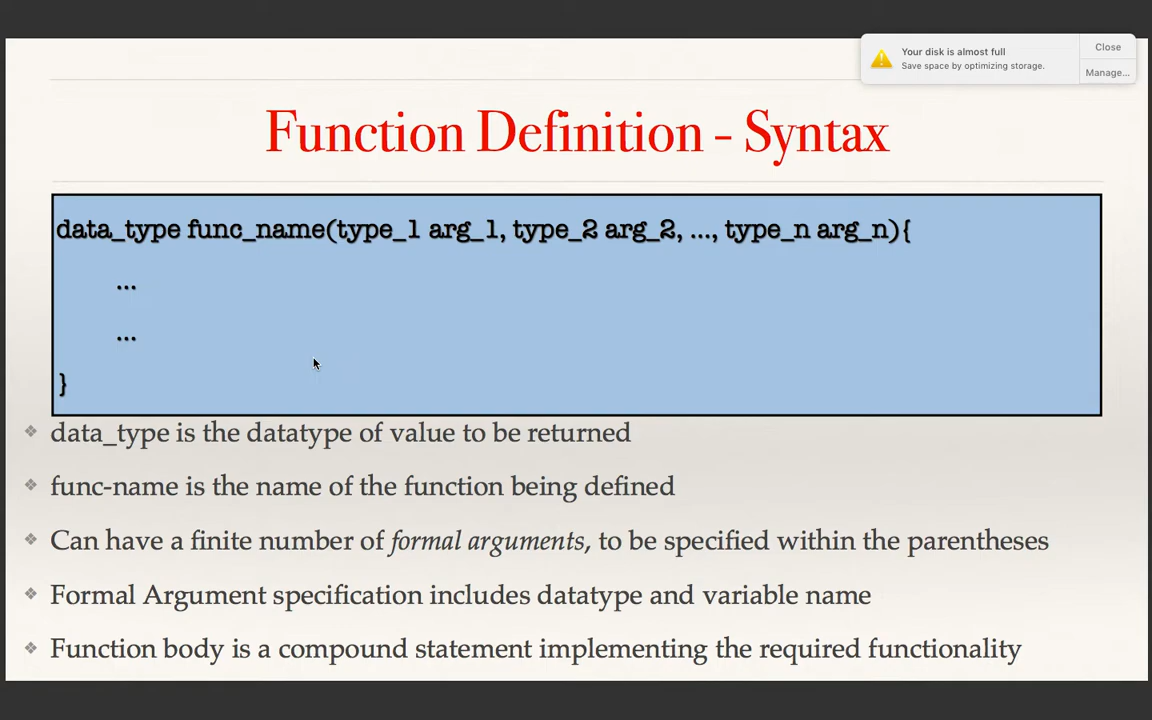 Your disk is almost full
Close
Save space by optimizing storage.
Manage...
Function Definition - Syntax
data_type func_name(type_1 arg_1, type_2 arg_2, ..., type_n arg_n){
...
...
}
❖ data_type is the datatype of value to be returned
❖ func-name is the name of the function being defined
❖ Can have a finite number of formal arguments, to be specified within the parentheses
❖ Formal Argument specification includes datatype and variable name
❖ Function body is a compound statement implementing the required functionality